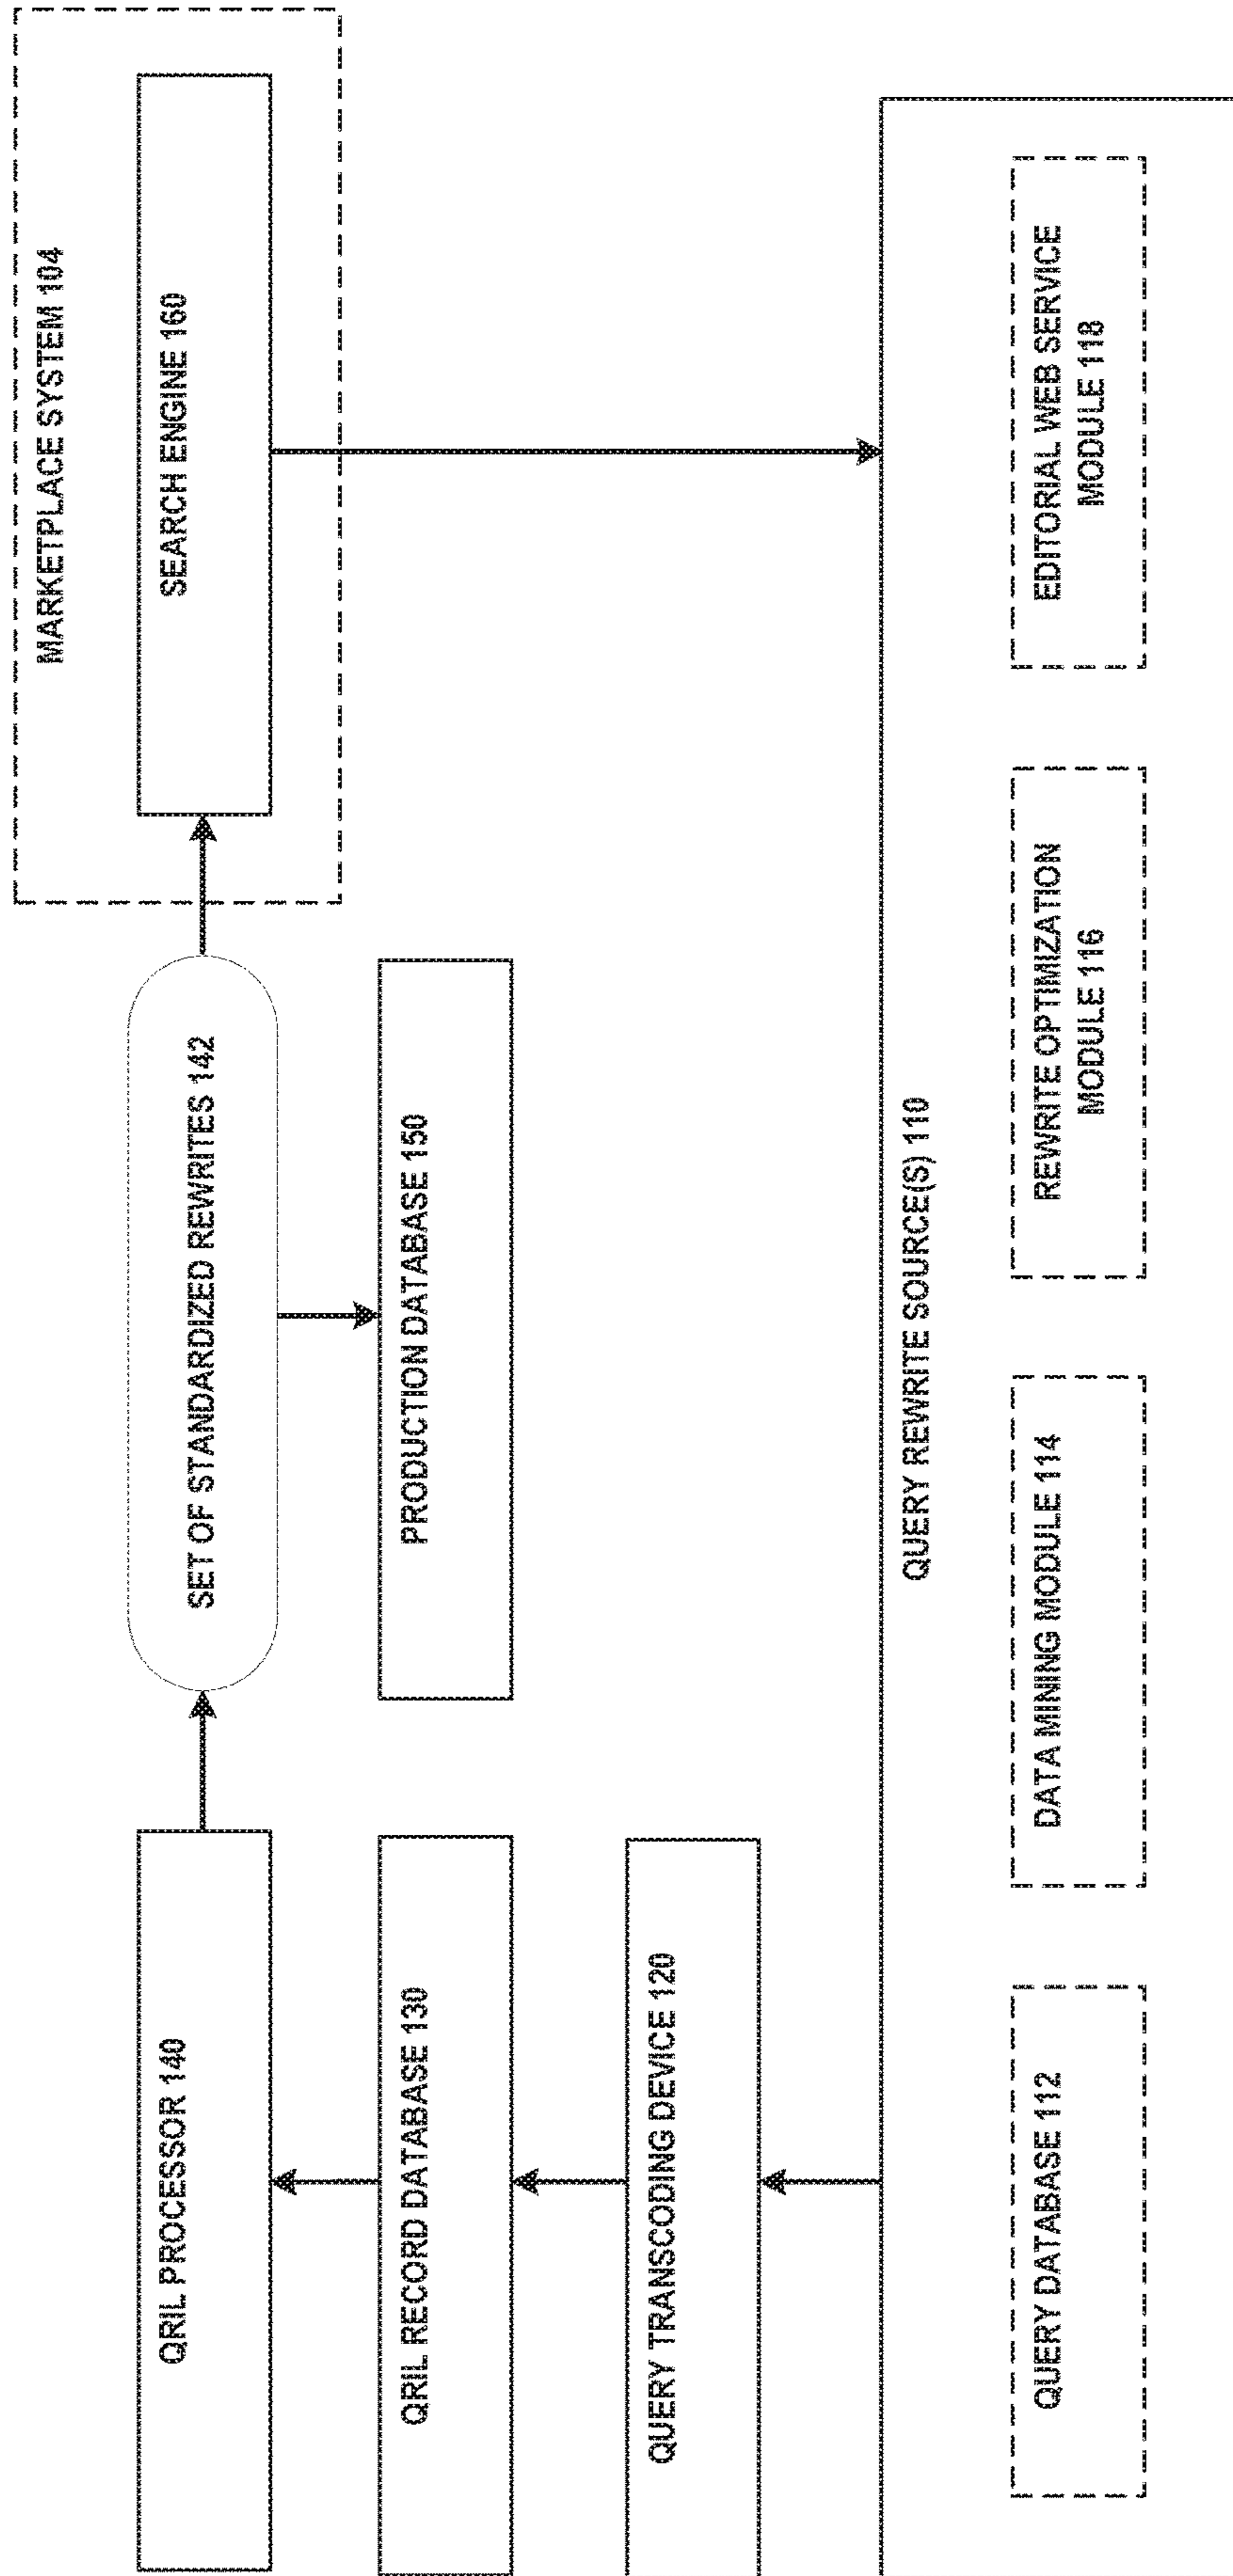 MARKETPLACE SYSTEM 104
QRIL PROCESSOR 140
SET OF STANDARDIZED REWRITES 142
SEARCH ENGINE 160
QRIL RECORD DATABASE 130
PRODUCTION DATABASE 150
QUERY TRANSCODING DEVICE 120
QUERY REWRITE SOURCE(S) 110
QUERY DATABASE 112
DATA MINING MODULE 114
REWRITE OPTIMIZATION
MODULE 116
EDITORIAL WEB SERVICE
MODULE 118